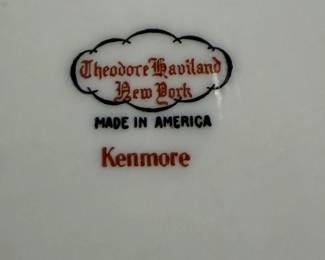 Theodore Haviland
New York
MADE IN AMERICA
Kenmore